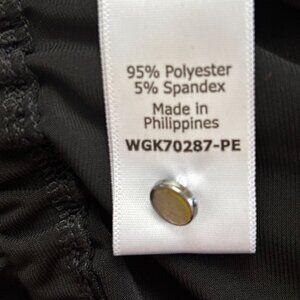 95% Polyester
5% Spandex
Made in
Philippines
WGK70287-PE